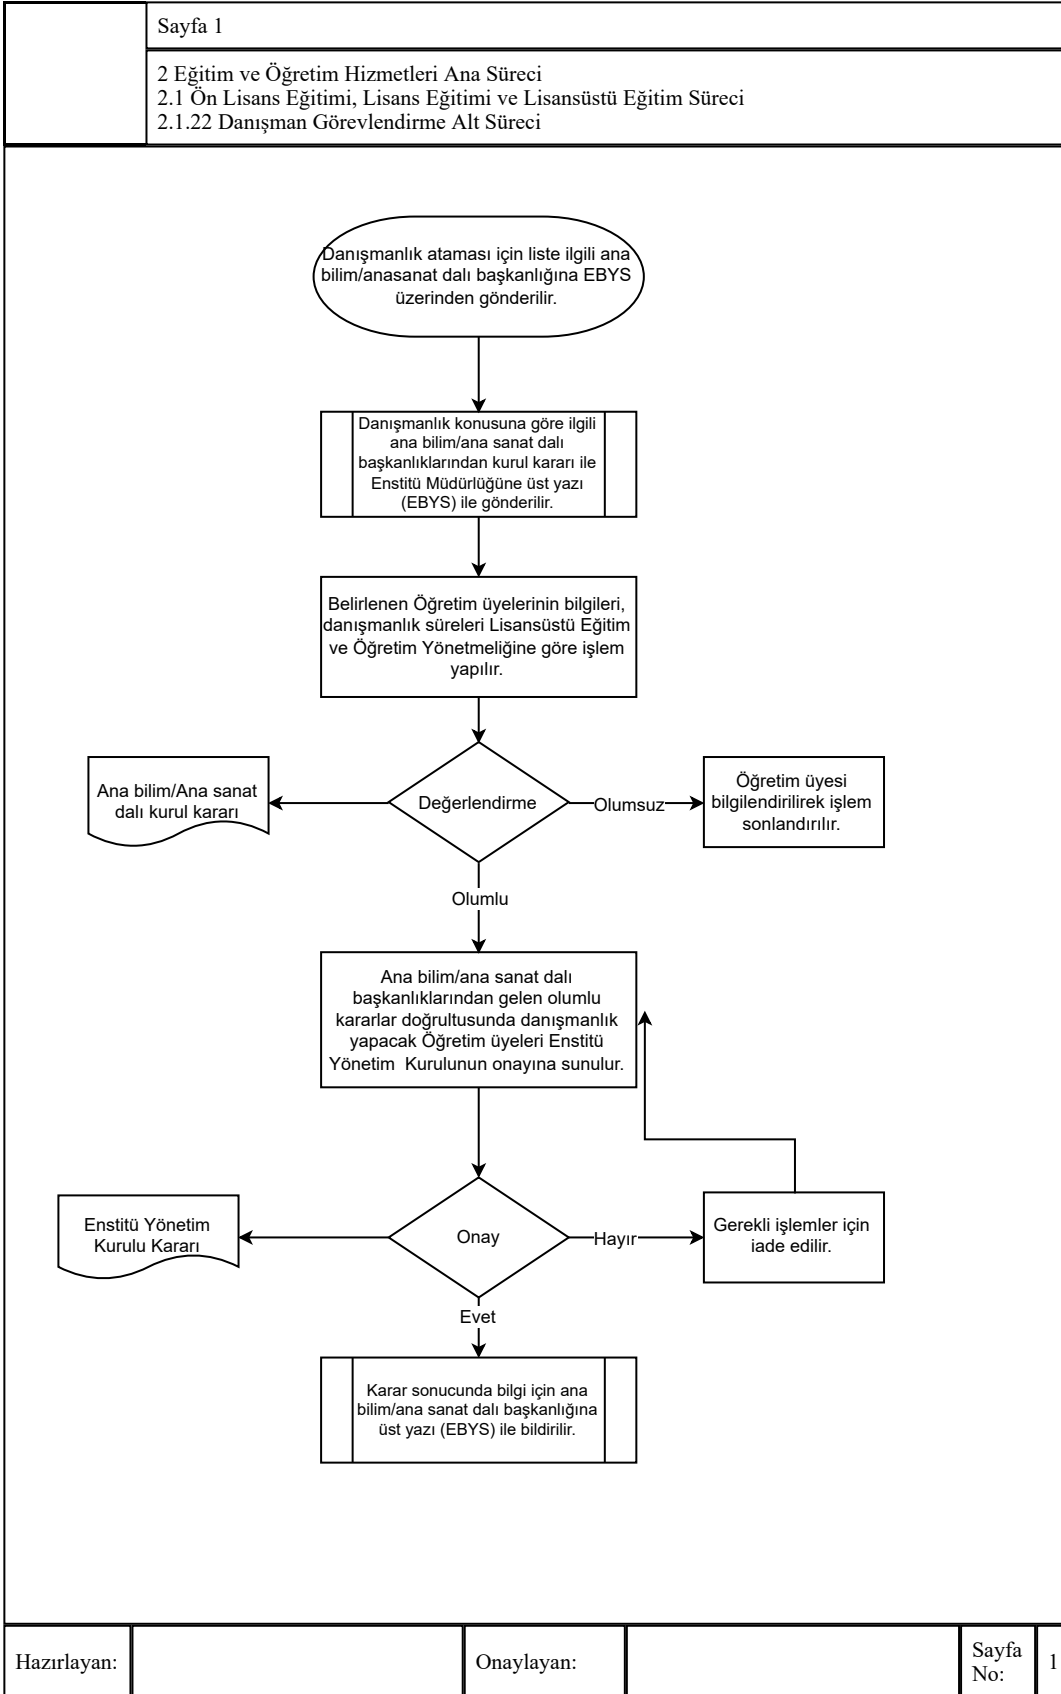 Sayfa 1
2 Eğitim ve Öğretim Hizmetleri Ana Süreci
2.1 Ön Lisans Eğitimi, Lisans Eğitimi ve Lisansüstü Eğitim Süreci
2.1.22 Danışman Görevlendirme Alt Süreci
Danışmanlık ataması için liste ilgili ana
bilim/anasanat dalı başkanlığına EBYS
üzerinden gönderilir.
Danışmanlık konusuna göre ilgili
ana bilim/ana sanat dalı
başkanlıklarından kurul kararı ile
Enstitü Müdürlüğüne üst yazı
(EBYS) ile gönderilir.
Belirlenen Öğretim üyelerinin bilgileri,
danışmanlık süreleri Lisansüstü Eğitim
ve Öğretim Yönetmeliğine göre işlem
yapılır.
Ana bilim/Ana sanat
dalı kurul kararı
Değerlendirme
Olumsuz
Öğretim üyesi
bilgilendirilirek işlem
sonlandırılır.
Olumlu
Ana bilim/ana sanat dalı
başkanlıklarından gelen olumlu
kararlar doğrultusunda danışmanlık
yapacak Öğretim üyeleri Enstitü
Yönetim  Kurulunun onayına sunulur.
Enstitü Yönetim
Kurulu Kararı
Onay
Hayır
Gerekli işlemler için
iade edilir.
Evet
Karar sonucunda bilgi için ana
bilim/ana sanat dalı başkanlığına
üst yazı (EBYS) ile bildirilir.
Hazırlayan:
Onaylayan:
Sayfa
No:
1